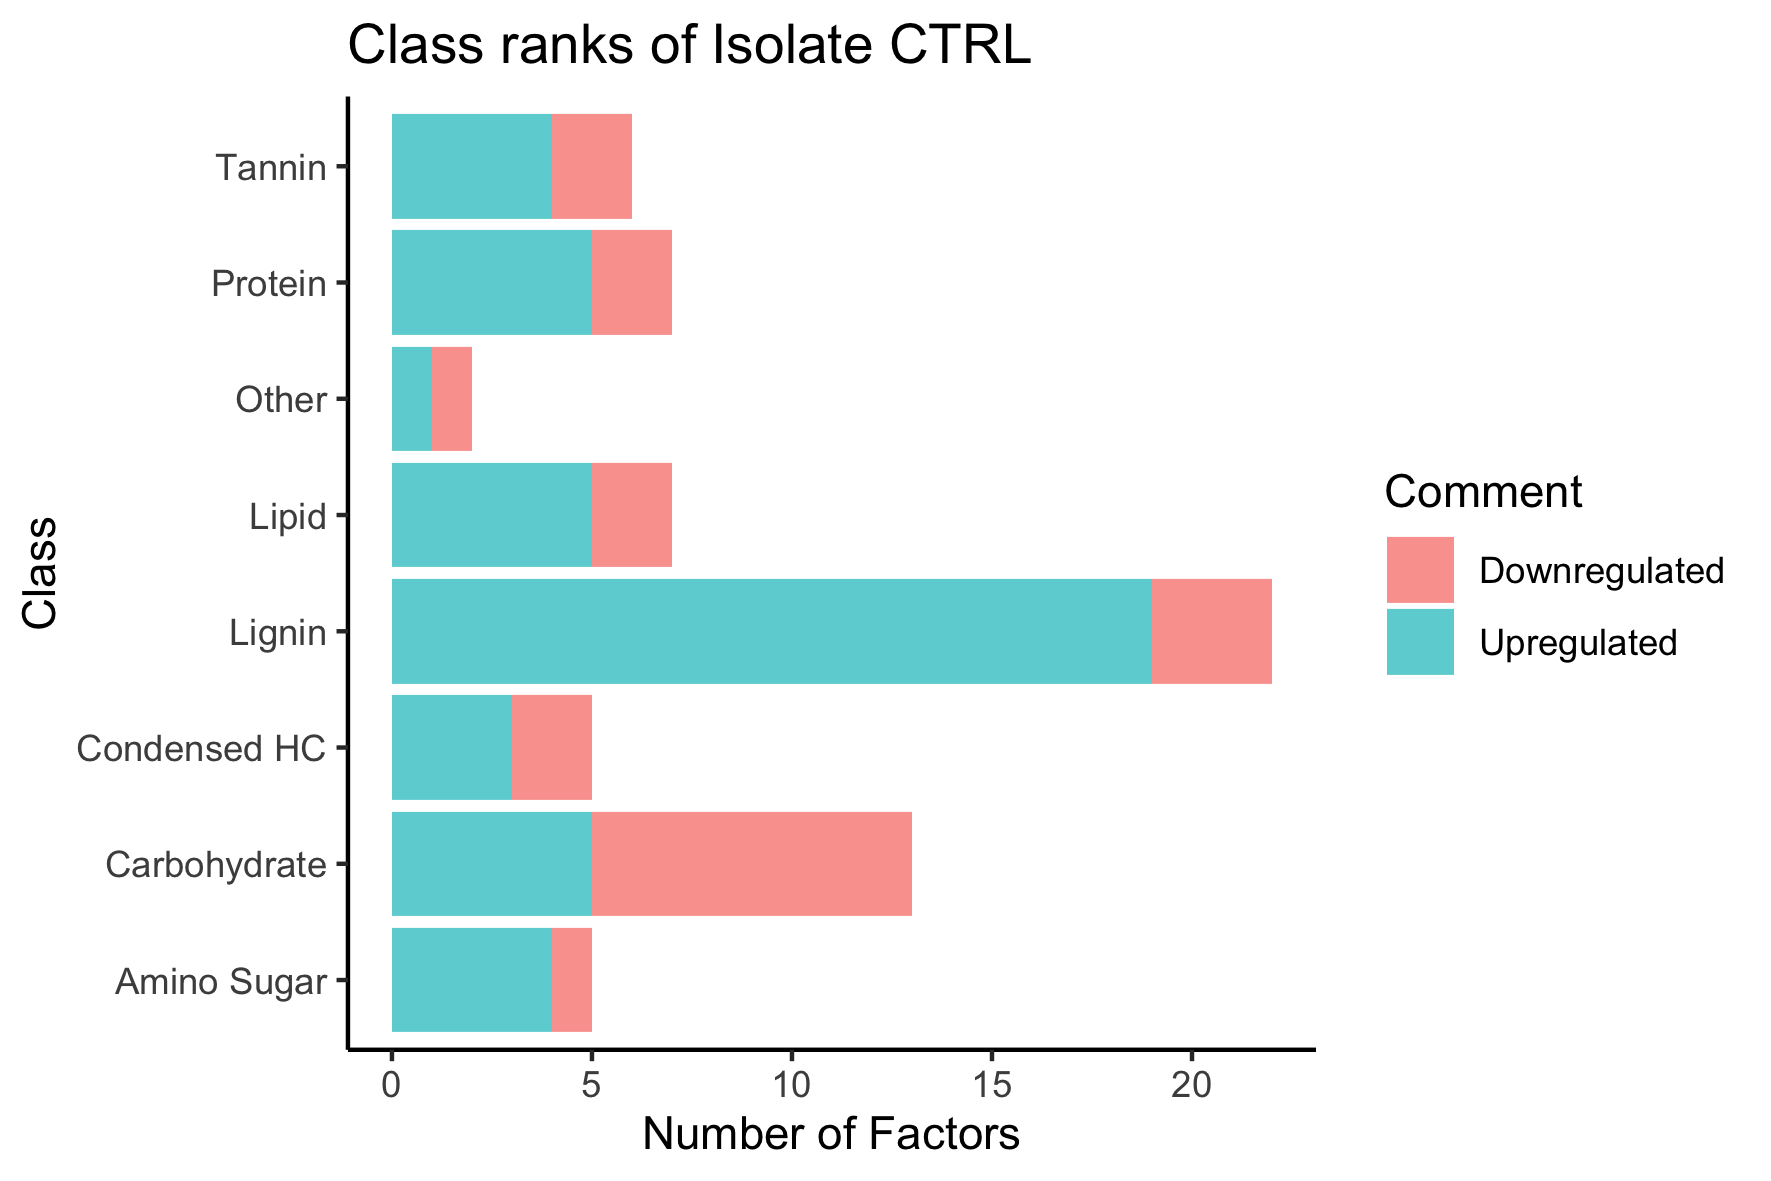 Class ranks of Isolate CTRL
Class
Tannin
Protein
Other
Lipid
Lignin
Condensed HC
Carbohydrate
Amino Sugar
0 5 10 15 20
Number of Factors
Comment
Downregulated
Upregulated